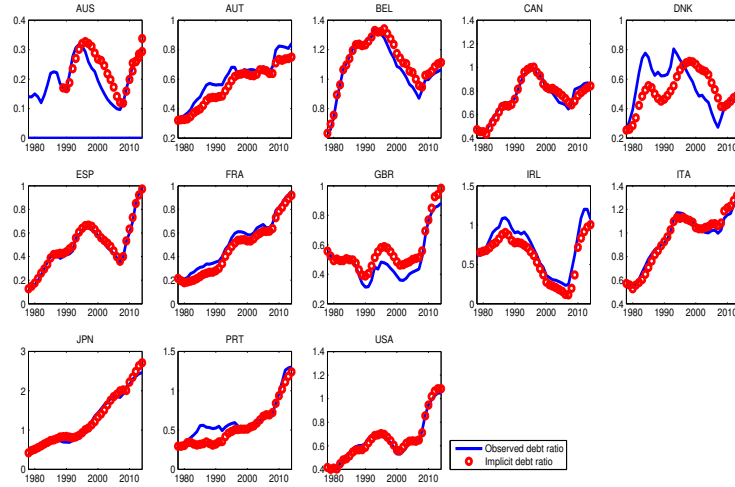 AUS AUT BEL CAN DNK
0.4 0.3 0.2 0.1 0
1 0.8 0.6 0.4 0.2
1.4 1.2 1 0.8 0.6
1.4 1.2 1 0.8 0.6 0.4
1 0.8 0.6 0.4 0.2
1980 1990 2000 2010
1980 1990 2000 2010
1980 1990 2000 2010
1980 1990 2000 2010
1980 1990 2000 2010
ESP FRA GBR IRL ITA
1 0.8 0.6 0.4 0.2 0
1 0.8 0.6 0.4 0.2 0
1 0.8 0.6 0.4 0.2
1.5 1 0.5 0
1.4 1.2 1 0.8 0.6 0.4
1980 1990 2000 2010
1980 1990 2000 2010
1980 1990 2000 2010
1980 1990 2000 2010
1980 1990 2000 2010
JPN PRT USA
3 2 1 0
1.5 1 0.5 0
1.4 1.2 1 0.8 0.6 0.4
1980 1990 2000 2010
1980 1990 2000 2010
1980 1990 2000 2010
Observed debt ratio
Implicit debt ratio